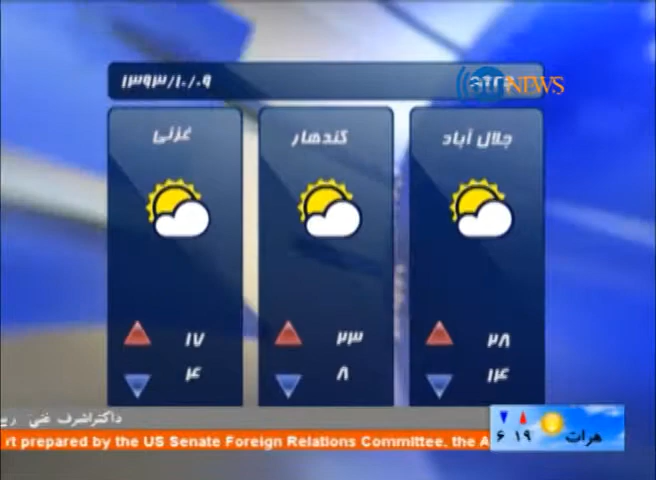 ۱۳۹۳/۱۰/۰۹
NEWS
جلال آباد
کندهار
غزنی
۲۸
۲۳
۱۷
۱۴
۸
۴
داکتراشرف غنی
هرات
۱۹
۶
rt prepared by the US Senate Foreign Relations Committee, the A